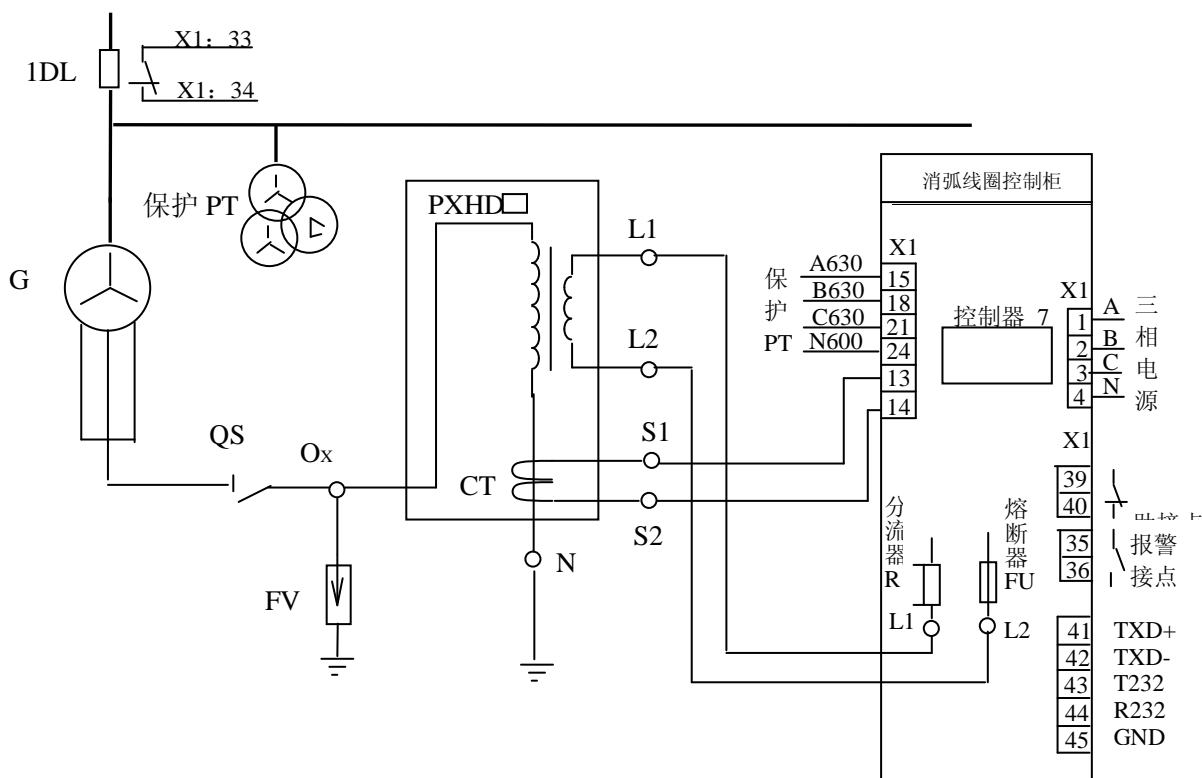 X1：33
1DL
X1：34
消弧线圈控制柜
保护 PT
PXHD
L1
X1
G
保
护
PT
A630
B630
C630
N600
15
18
21
24
13
14
控制器 7
X1
1
2
3
4
A
B
C
N
三
相
电
源
L2
QS
Ox
S1
CT
S2
X1
39
40
35
36
报警
接点
分
流
器
R
熔
断
器
FU
N
FV
L1
L2
41 TXD+
42 TXD-
43 T232
44 R232
45 GND